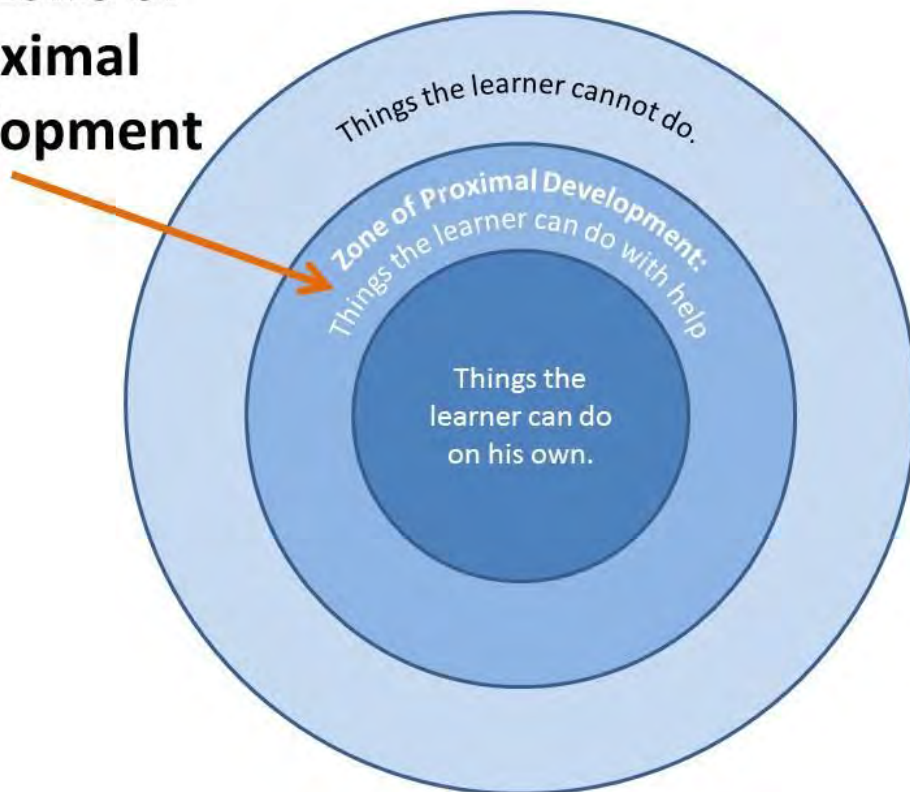 ximal
opment
Things the learner cannot do.
Zone of Proximal Development:
Things the learner can do with help
Things the
learner can do
on his own.